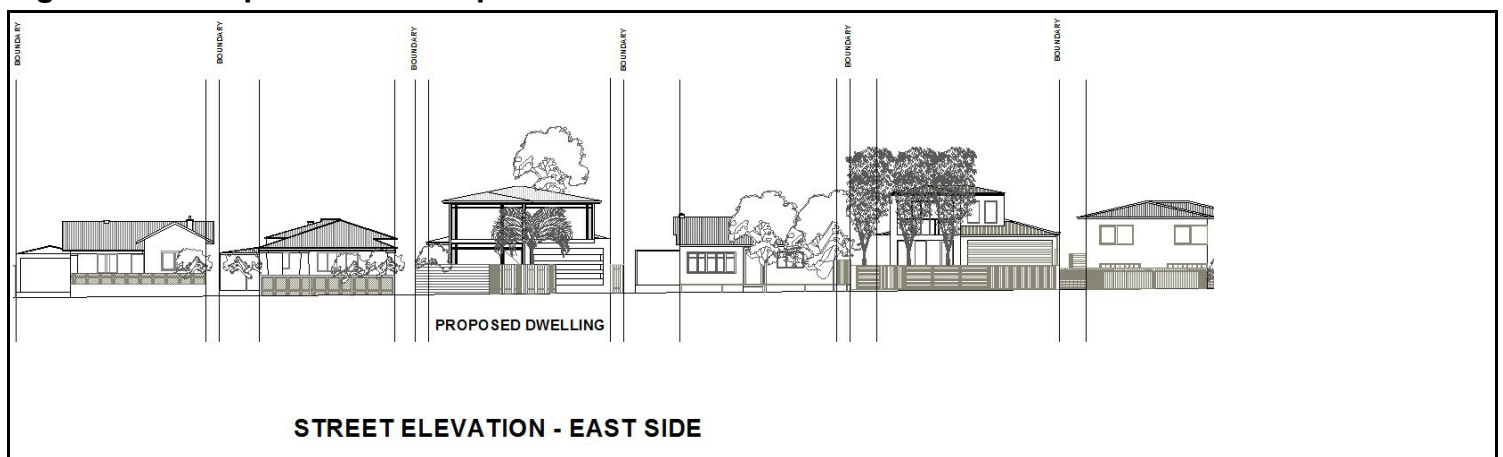 BOUNDARY
BOUNDARY
BOUNDARY
BOUNDARY
BOUNDARY
BOUNDARY
PROPOSED DWELLING
STREET ELEVATION - EAST SIDE